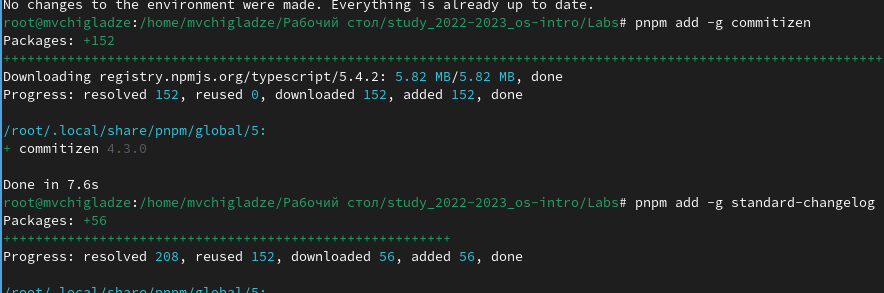 No changes to the environment were made. Everything is already up to date.
root@mvchigladze:/home/mvchigladze/Рабочий стол/study_2022-2023_os-intro/Labs# pnpm add -g commitizen
Packages: +152
++++++++++++++++++++++++++++++++++++++++++++++++++++++++++++++++++++++++++++++++++++++++++++++++++++++++++++++
Downloading registry.npmjs.org/typescript/5.4.2: 5.82 MB/5.82 MB, done
Progress: resolved 152, reused 0, downloaded 152, added 152, done
/root/.local/share/pnpm/global/5:
+ commitizen 4.3.0
Done in 7.6s
root@mvchigladze:/home/mvchigladze/Рабочий стол/study_2022-2023_os-intro/Labs# pnpm add -g standard-changelog
Packages: +56
++++++++++++++++++++++++++++++++++++++++++++++++++++++++
Progress: resolved 208, reused 152, downloaded 56, added 56, done
/root/.local/share/pnpm/global/5: